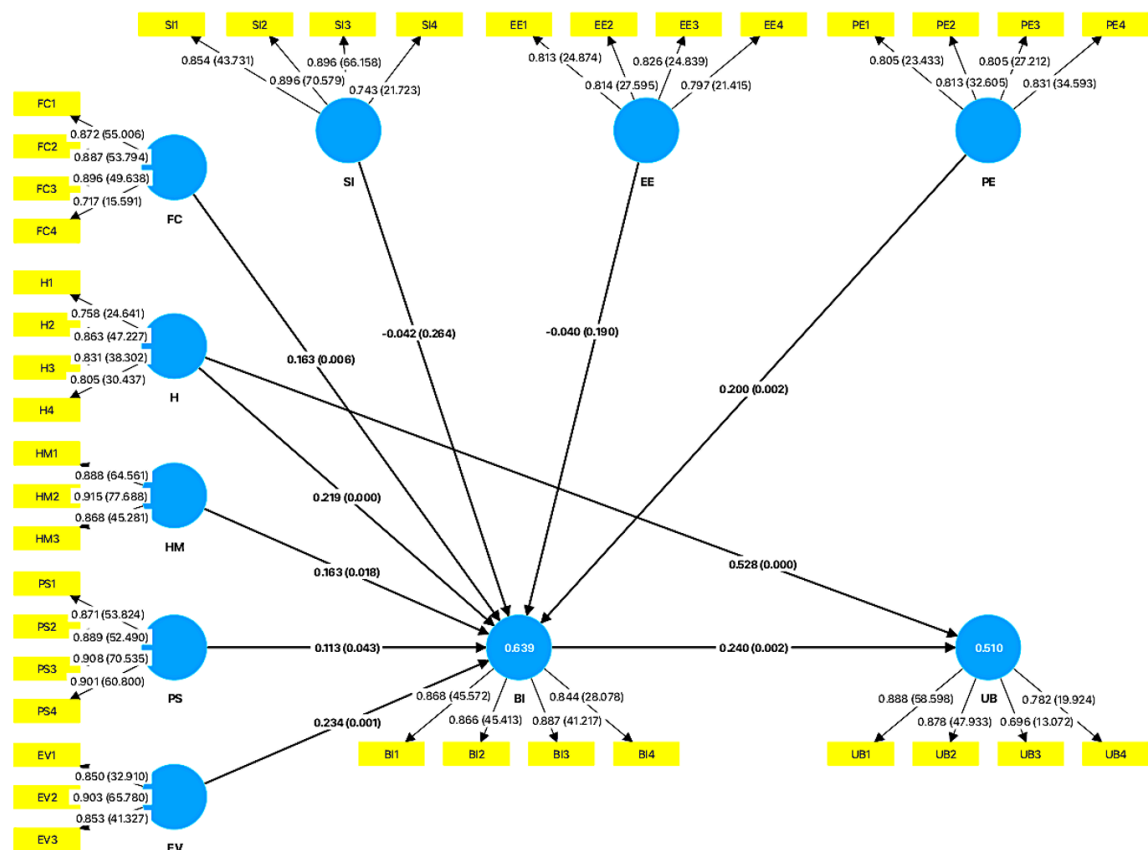 SI1
SI2
SI3
SI4
EE1
EE2
EE3
EE4
PE1
PE2
PE3
PE4
0.854 (43.731)
0.896 (70.579)
0.896 (66.158)
0.743 (21.723)
0.813 (24.874)
0.814 (27.595)
0.826 (24.839)
0.797 (21.415)
0.805 (23.433)
0.813 (32.605)
0.805 (27.212)
0.831 (34.593)
SI
EE
PE
FC1
FC2
FC3
FC4
0.872 (55.006)
0.887 (53.794)
0.896 (49.638)
0.717 (15.591)
FC
H1
H2
H3
H4
0.758 (24.641)
0.863 (47.227)
0.831 (38.302)
0.805 (30.437)
H
-0.042 (0.264)
-0.040 (0.190)
0.163 (0.006)
0.200 (0.002)
HM1
HM2
HM3
0.888 (64.561)
0.915 (77.688)
0.868 (45.281)
HM
0.219 (0.000)
0.163 (0.018)
0.528 (0.000)
PS1
PS2
PS3
PS4
0.871 (53.824)
0.889 (52.490)
0.908 (70.535)
0.901 (60.800)
PS
0.113 (0.043)
0.639
BI
0.240 (0.002)
0.510
UB
0.234 (0.001)
0.868 (45.572)
0.866 (45.413)
0.887 (41.217)
0.844 (28.078)
BI1
BI2
BI3
BI4
0.888 (58.598)
0.878 (47.933)
0.696 (13.072)
0.782 (19.924)
UB1
UB2
UB3
UB4
EV1
EV2
EV3
0.850 (32.910)
0.903 (65.780)
0.853 (41.327)
EV